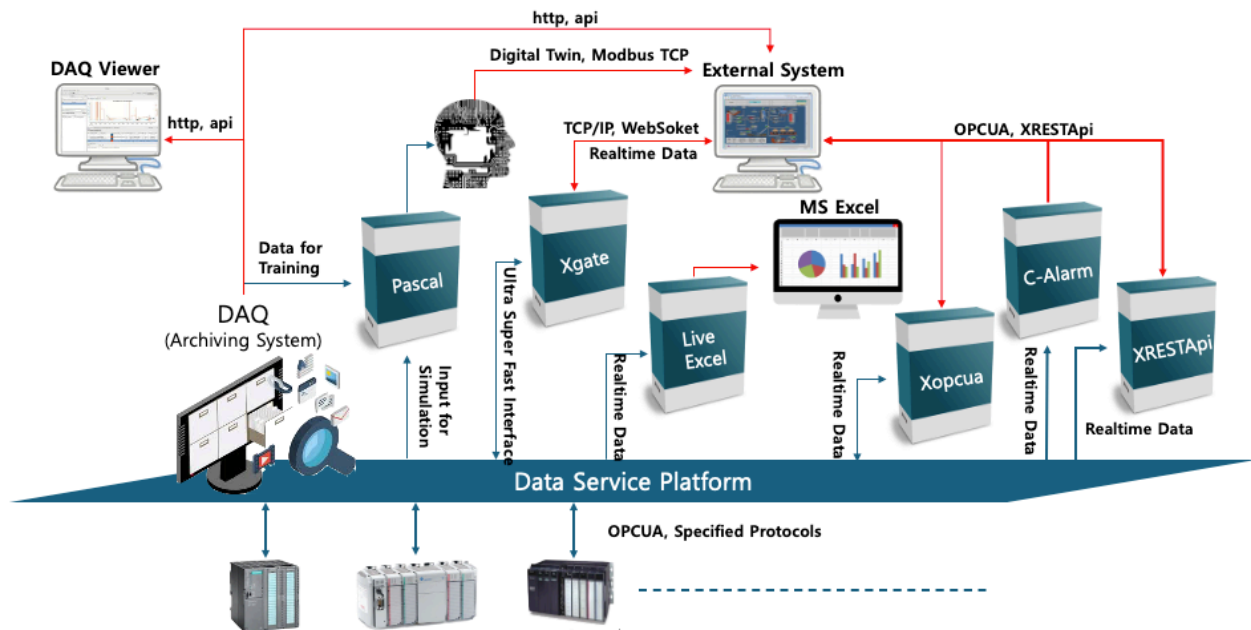 http, api
Digital Twin, Modbus TCP
DAQ Viewer
External System
http, api
TCP/IP, WebSoket
Realtime Data
OPCUA, XRESTApi
MS Excel
Data for
Training
Pascal
Xgate
C-Alarm
Live
Excel
Xopcua
XRESTApi
DAQ
(Archiving System)
Input for
Simulation
Ultra Super Fast Interface
Realtime Data
Realtime Data
Realtime Data
Realtime Data
Data Service Platform
OPCUA, Specified Protocols